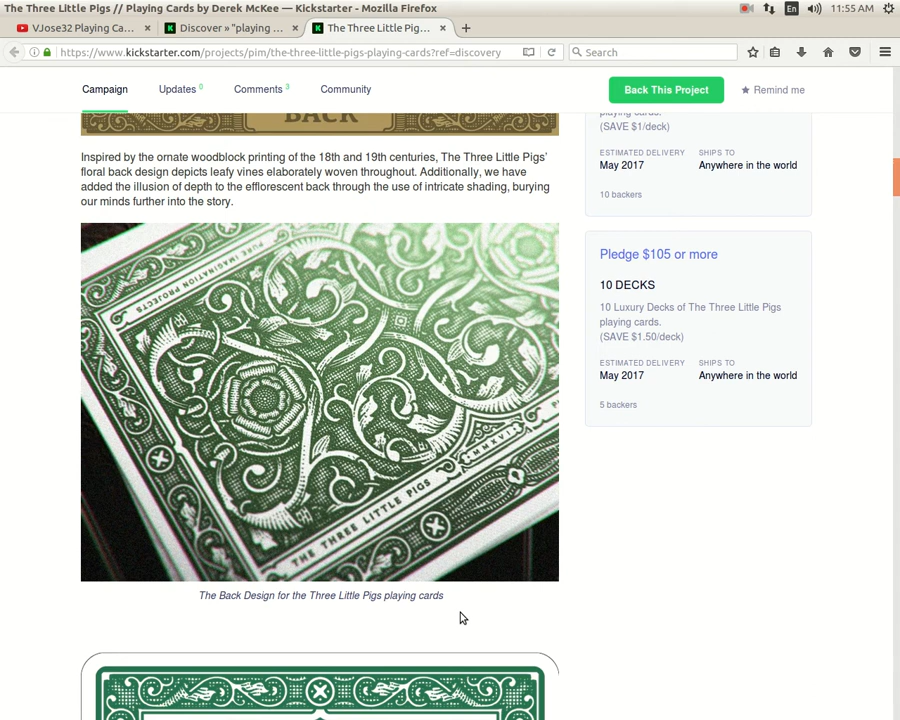 The Three Little Pigs // Playing Cards by Derek McKee — Kickstarter - Mozilla Firefox
En
11:55 AM
VJose32 Playing Ca...
Discover » "playing ...
The Three Little Pig...
https://www.kickstarter.com/projects/pim/the-three-little-pigs-playing-cards?ref=discovery
Search
Campaign
Updates 0
Comments 3
Community
Back This Project
Remind me
BACK
Inspired by the ornate woodblock printing of the 18th and 19th centuries, The Three Little Pigs'
floral back design depicts leafy vines elaborately woven throughout. Additionally, we have
added the illusion of depth to the efflorescent back through the use of intricate shading, burying
our minds further into the story.
PURE IMAGINATION PROJECTS
MMXVII
THE THREE LITTLE PIGS
The Back Design for the Three Little Pigs playing cards
playing cards.
(SAVE $1/deck)
ESTIMATED DELIVERY
SHIPS TO
May 2017
Anywhere in the world
10 backers
Pledge $105 or more
10 DECKS
10 Luxury Decks of The Three Little Pigs
playing cards.
(SAVE $1.50/deck)
ESTIMATED DELIVERY
SHIPS TO
May 2017
Anywhere in the world
5 backers